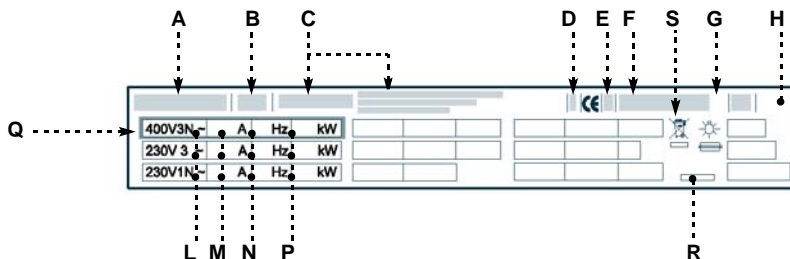 A B C D E F S G H
CE
Q
400V3N~ A Hz kW
230V 3 ~ A Hz kW
230V1N~ A Hz kW
L M N P R